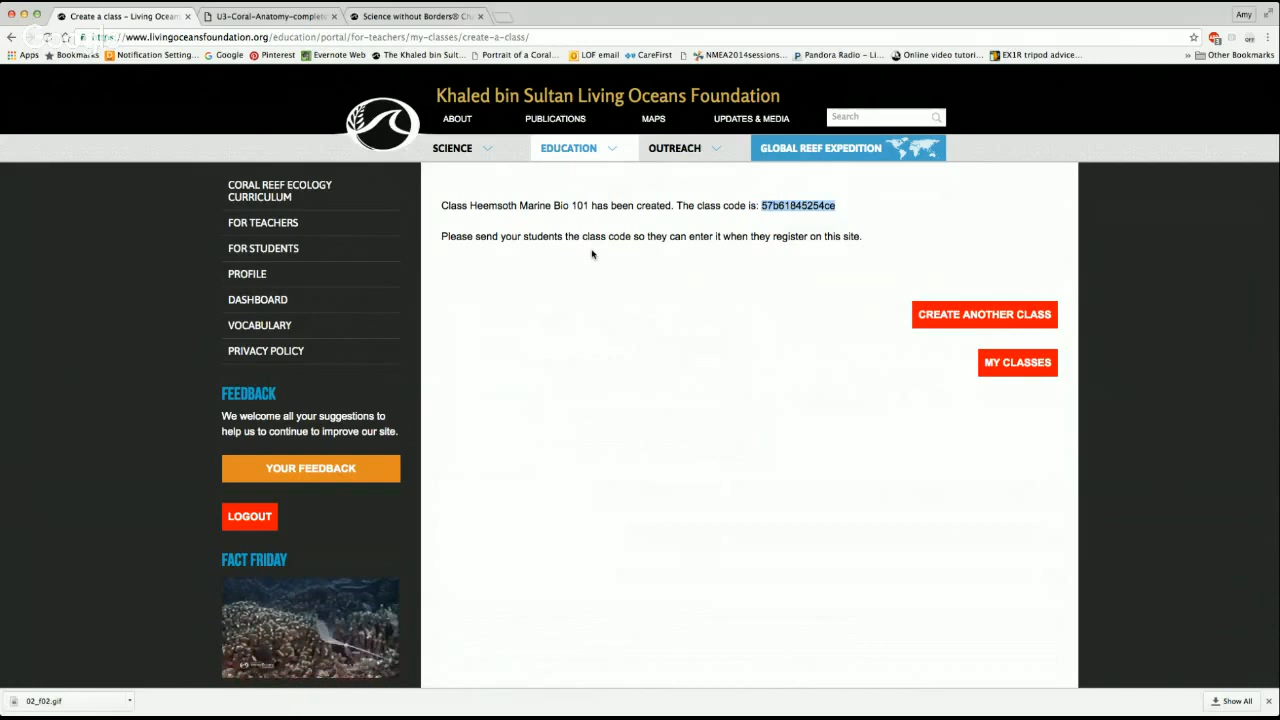 Create a class – Living Ocean
U3-Coral-Anatomy-complete
Science without Borders® Ch
Amy
https://www.livingoceansfoundation.org/education/portal/for-teachers/my-classes/create-a-class/
Apps Bookmarks Notification Setting... Google Pinterest Evernote Web The Khaled bin Sult... Portrait of a Coral... LOF email CareFirst NMEA2014sessions... Pandora Radio – Li... Online video tutori... EX1R tripod advice... » Other Bookmarks
Khaled bin Sultan Living Oceans Foundation
ABOUT PUBLICATIONS MAPS UPDATES & MEDIA Search
SCIENCE EDUCATION OUTREACH GLOBAL REEF EXPEDITION
CORAL REEF ECOLOGY
CURRICULUM
FOR TEACHERS
FOR STUDENTS
PROFILE
DASHBOARD
VOCABULARY
PRIVACY POLICY
FEEDBACK
We welcome all your suggestions to
help us to continue to improve our site.
YOUR FEEDBACK
LOGOUT
FACT FRIDAY
Class Heemsoth Marine Bio 101 has been created. The class code is: 57b61845254ce
Please send your students the class code so they can enter it when they register on this site.
CREATE ANOTHER CLASS
MY CLASSES
02_f02.gif
Show All